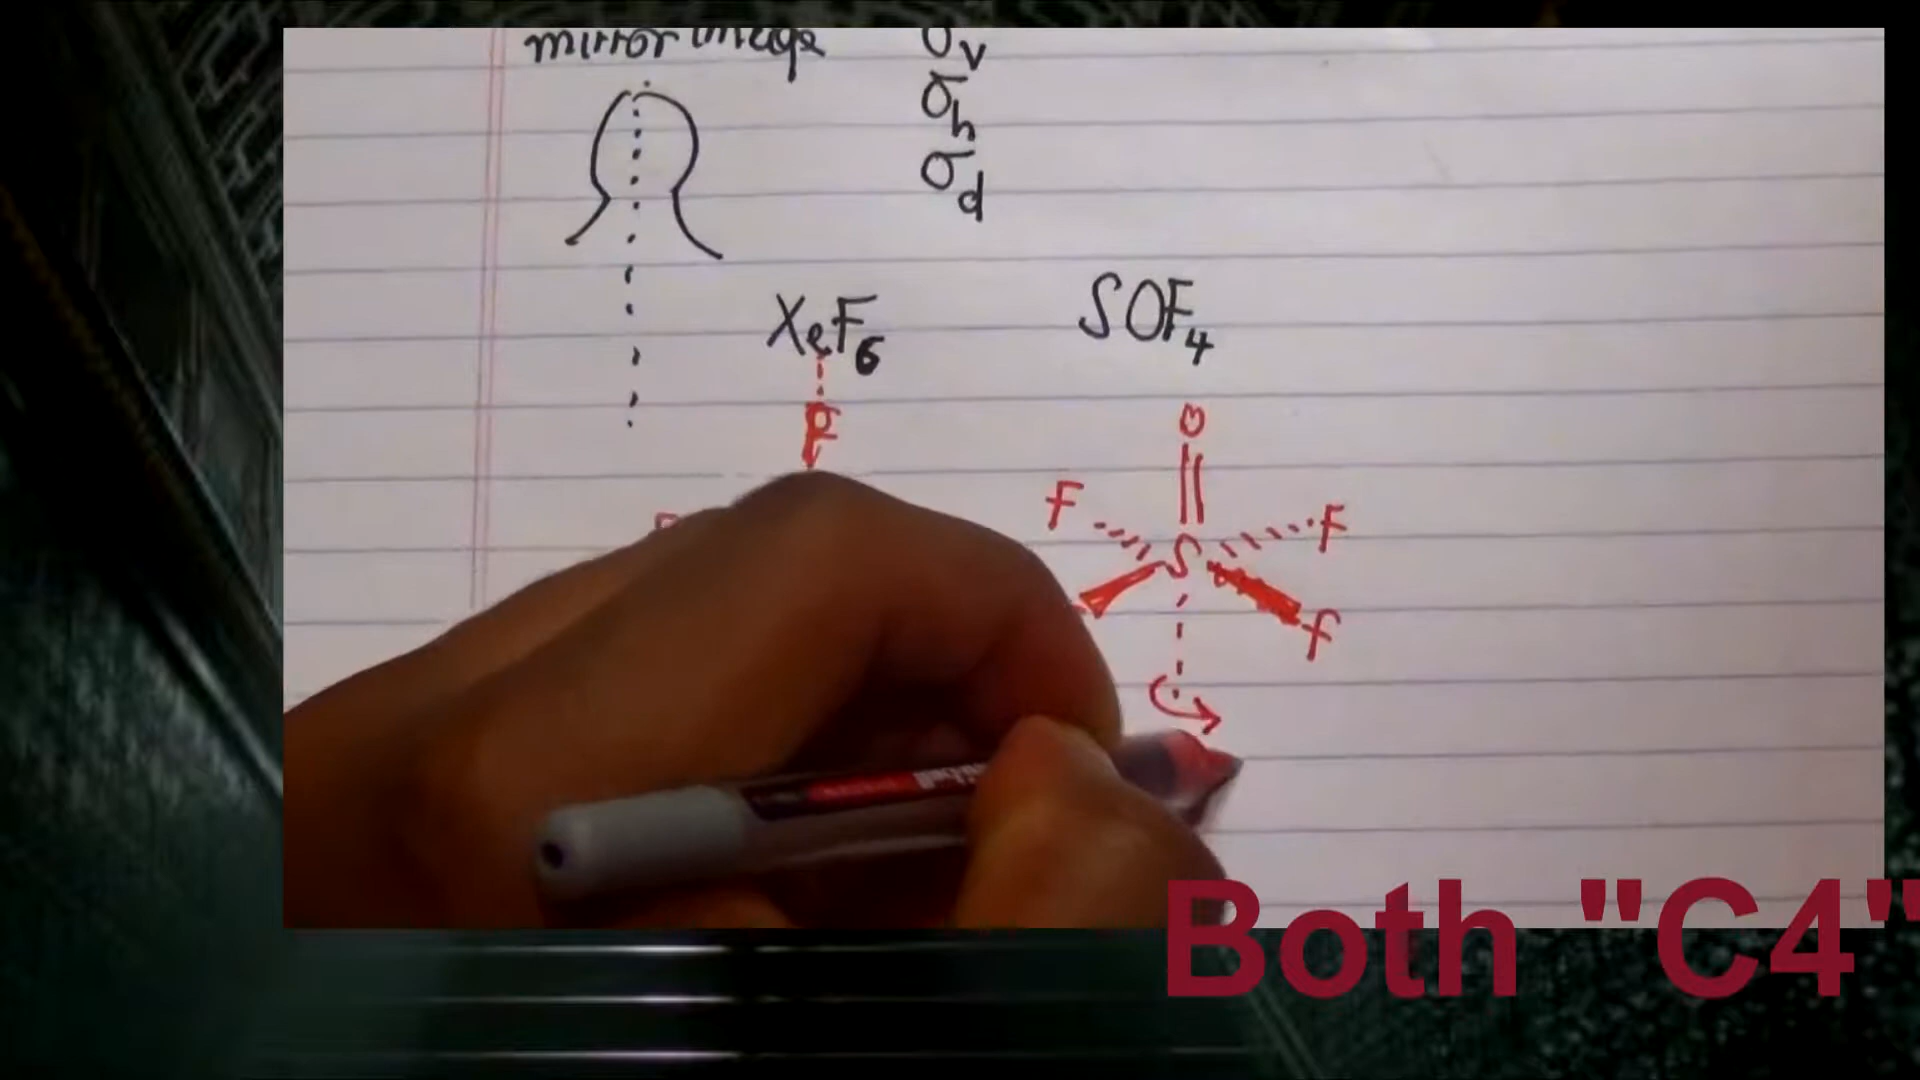 mirror image
σv
σh
σd
XeF6
SOF4
F
O
F
F
S
F
Both "C4"